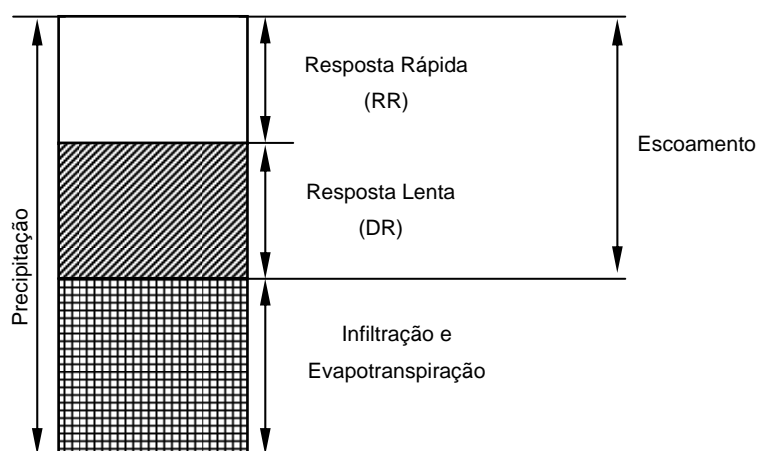 Resposta Rápida
(RR)
Escoamento
Resposta Lenta
(DR)
Precipitação
Infiltração e
Evapotranspiração